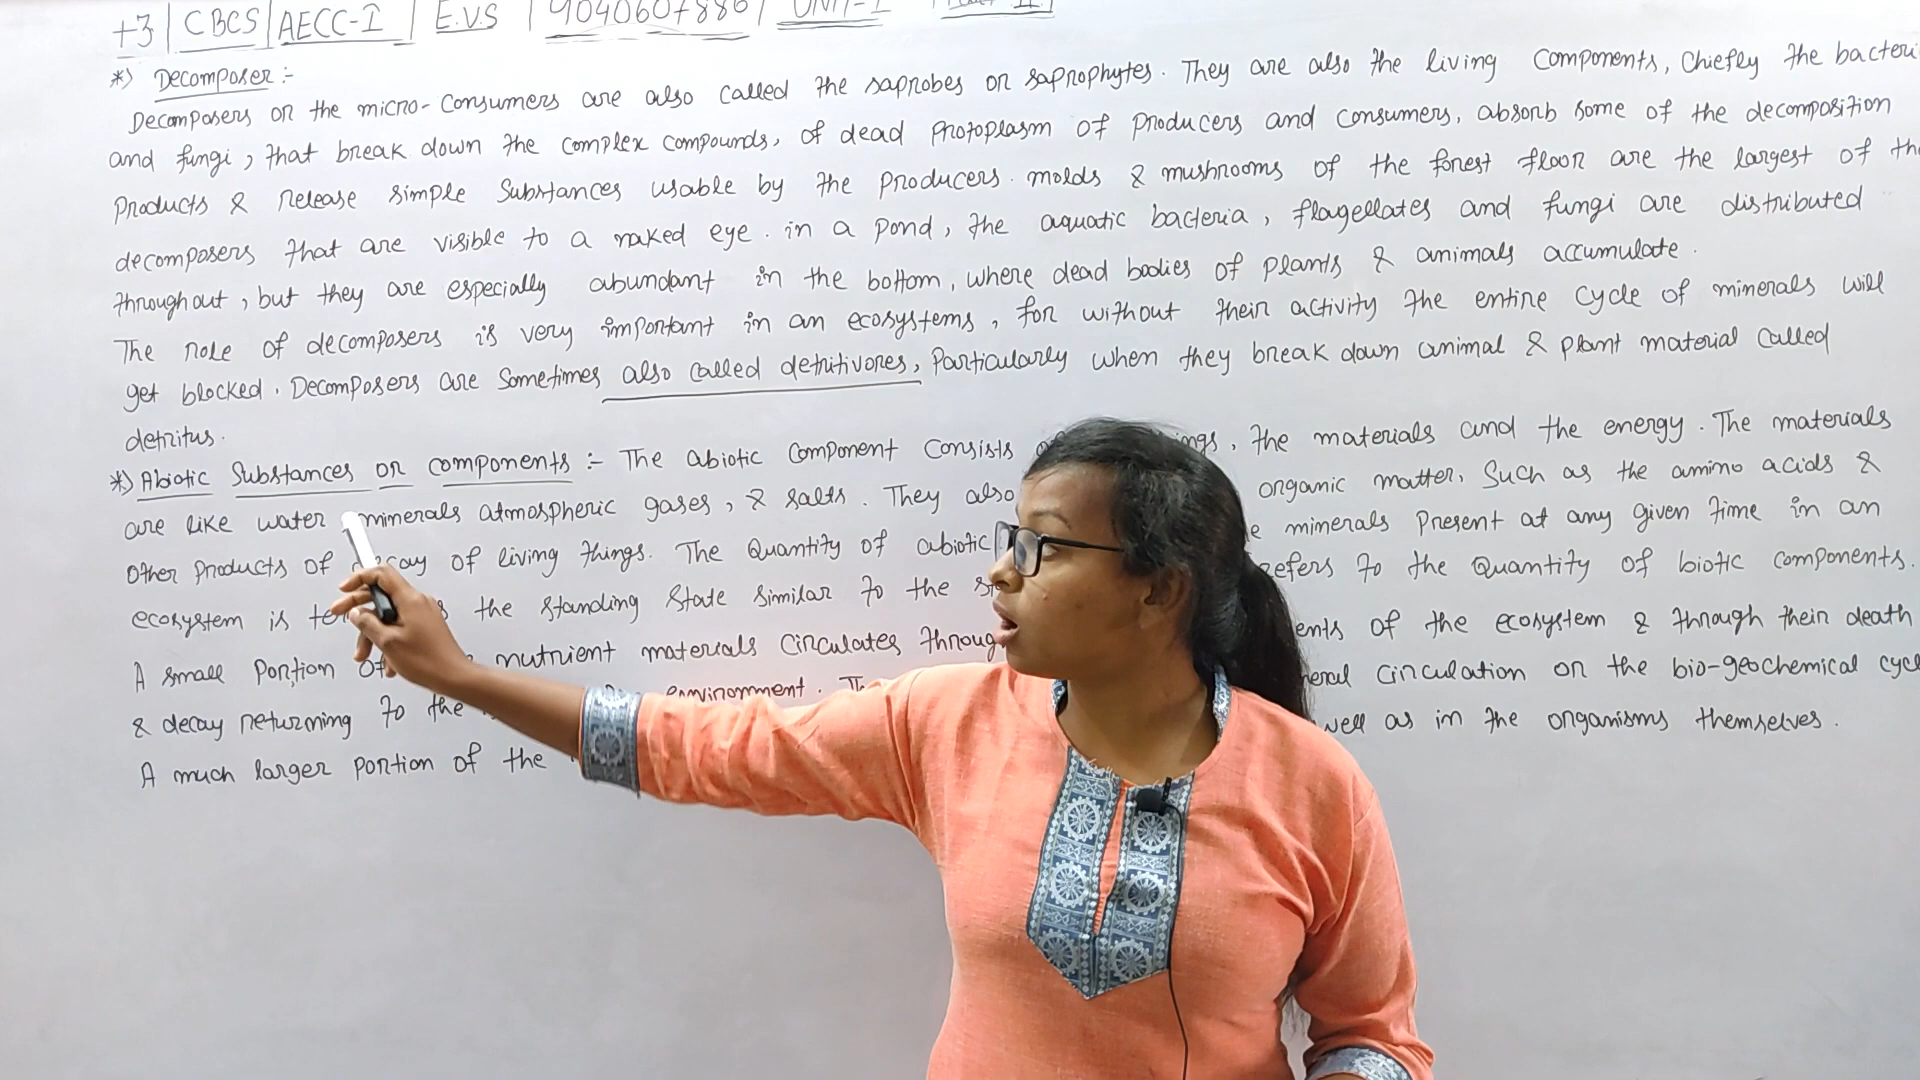 +3 | CBCS | AECC-I | E.V.S | 9040607886 | UNIT-I
*) Decomposer :-
Decomposers or the micro-consumers are also called the saprobes or saprophytes. They are also the living components, chiefly the bacteri
and fungi, that break down the complex compounds, of dead protoplasm of producers and consumers, absorb some of the decomposition
products & release simple substances usable by the producers. molds & mushrooms of the forest floor are the largest of the
decomposers that are visible to a naked eye. in a pond, the aquatic bacteria, flagellates and fungi are distributed
throughout, but they are especially abundant in the bottom, where dead bodies of plants & animals accumulate.
The role of decomposers is very important in an ecosystems, for without their activity the entire cycle of minerals will
get blocked. Decomposers are sometimes also called detritivores, particularly when they break down animal & plant material called
detritus.
*) Abiotic Substances or components :- The abiotic component consists the materials and the energy. The materials
are like water minerals atmospheric gases, & salts. They also organic matter, such as the amino acids &
other products of decay of living things. The Quantity of abiotic minerals present at any given time in an
ecosystem is the standing state similar to the refers to the Quantity of biotic components.
A small portion of nutrient materials circulates of the ecosystem & through their death
& decay returning to the environment. circulation or the bio-geochemical
A much larger portion of the well as in the organisms themselves.